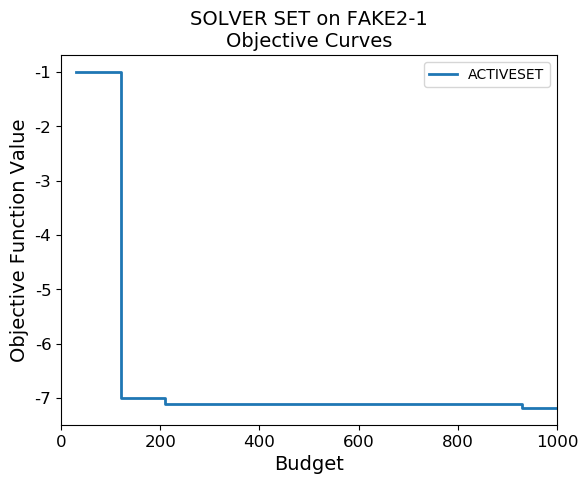 SOLVER SET on FAKE2-1
Objective Curves
ACTIVESET
Objective Function Value
-1
-2
-3
-4
-5
-6
-7
0 200 400 600 800 1000
Budget